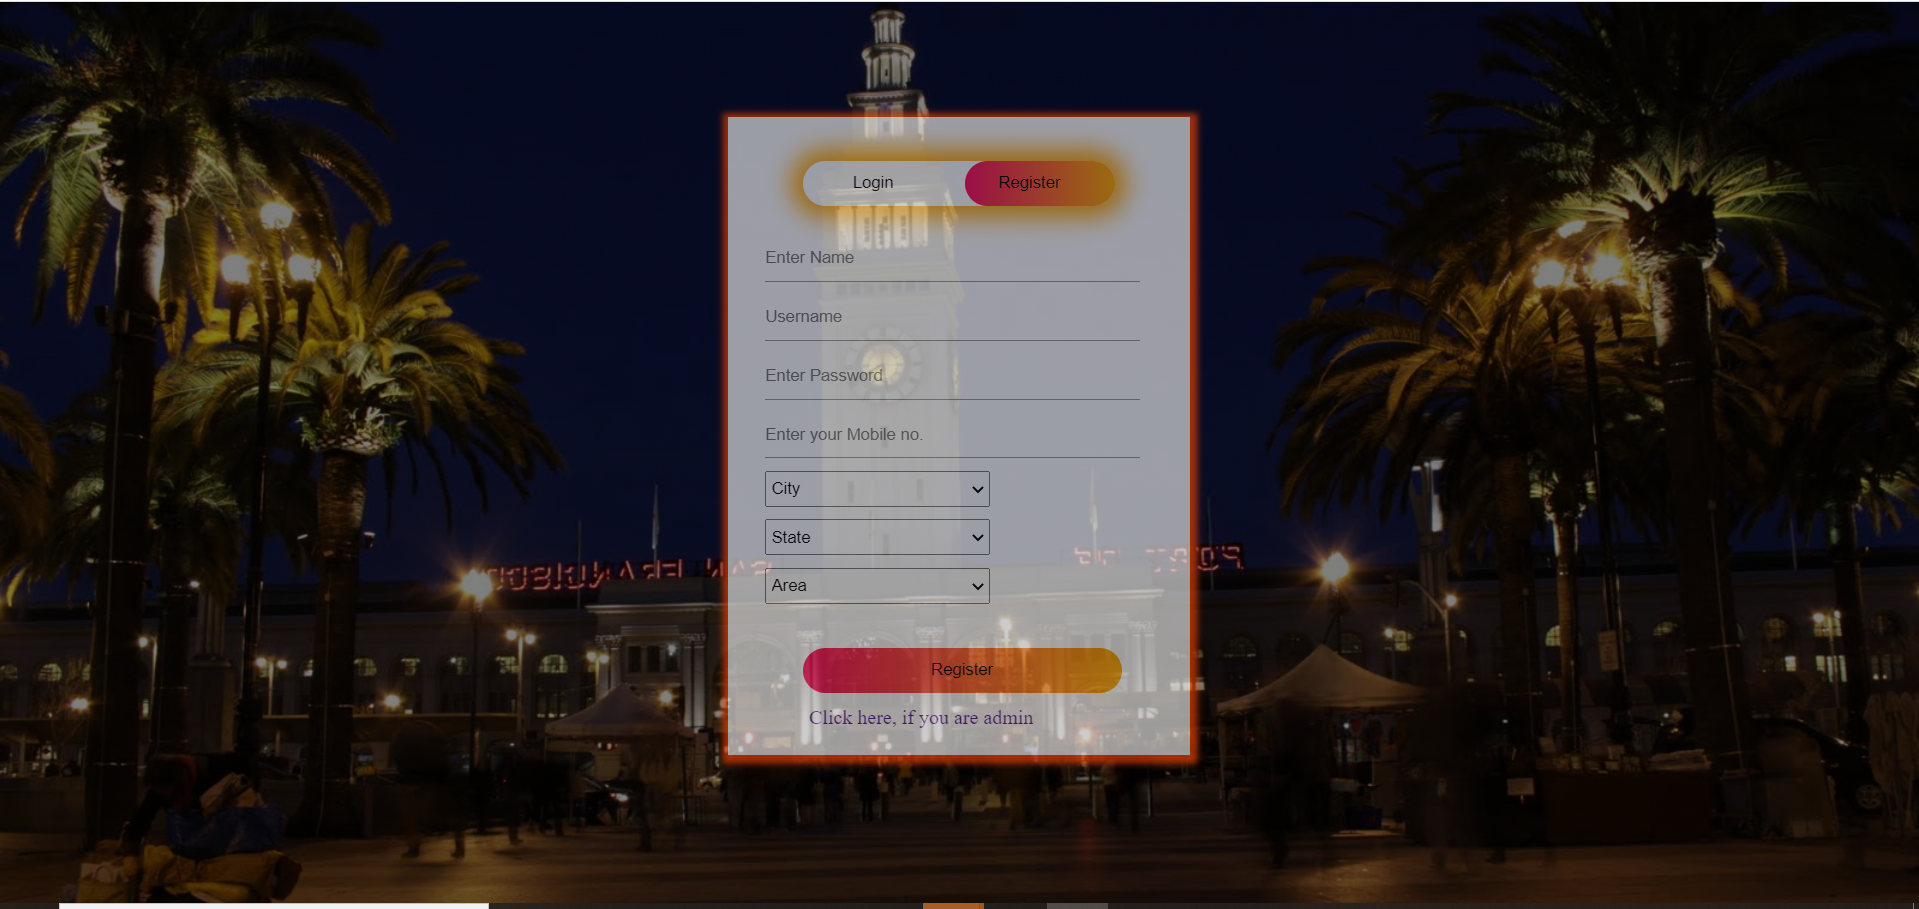 Login
Register
Enter Name
Username
Enter Password
Enter your Mobile no.
City
State
Area
Register
Click here, if you are admin